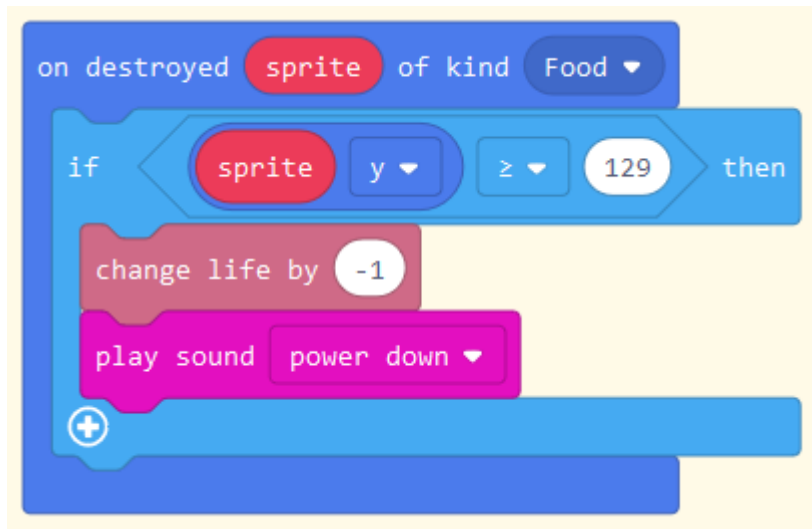 on destroyed sprite of kind Food
if sprite y ≥ 129 then
change life by -1
play sound power down